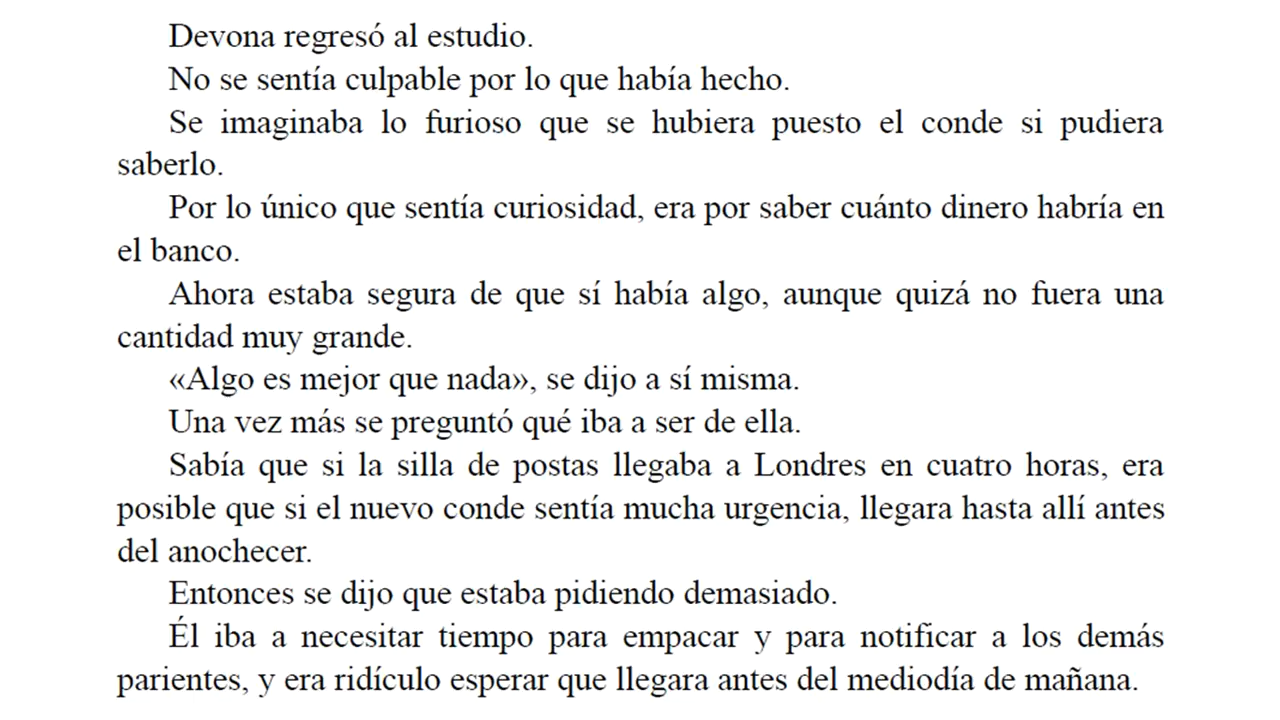 Devona regresó al estudio.
No se sentía culpable por lo que había hecho.
Se imaginaba lo furioso que se hubiera puesto el conde si pudiera
saberlo.
Por lo único que sentía curiosidad, era por saber cuánto dinero habría en
el banco.
Ahora estaba segura de que sí había algo, aunque quizá no fuera una
cantidad muy grande.
«Algo es mejor que nada», se dijo a sí misma.
Una vez más se preguntó qué iba a ser de ella.
Sabía que si la silla de postas llegaba a Londres en cuatro horas, era
posible que si el nuevo conde sentía mucha urgencia, llegara hasta allí antes
del anochecer.
Entonces se dijo que estaba pidiendo demasiado.
Él iba a necesitar tiempo para empacar y para notificar a los demás
parientes, y era ridículo esperar que llegara antes del mediodía de mañana.